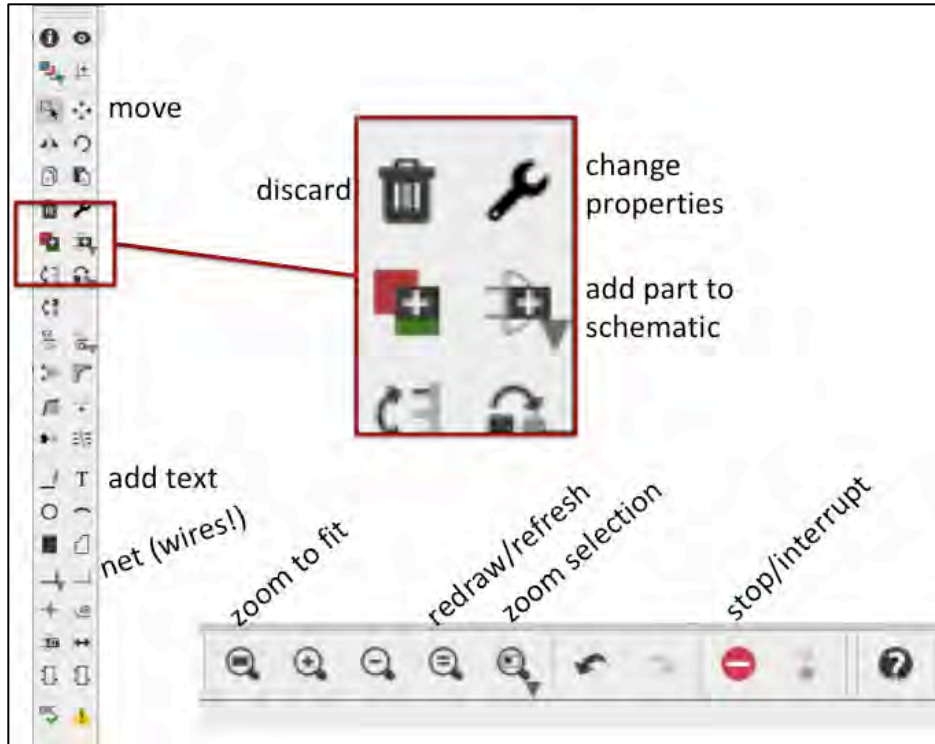 move
discard
change
properties
add part to
schematic
add text
T
net (wires!)
zoom to fit
redraw/refresh
zoom selection
stop/interrupt